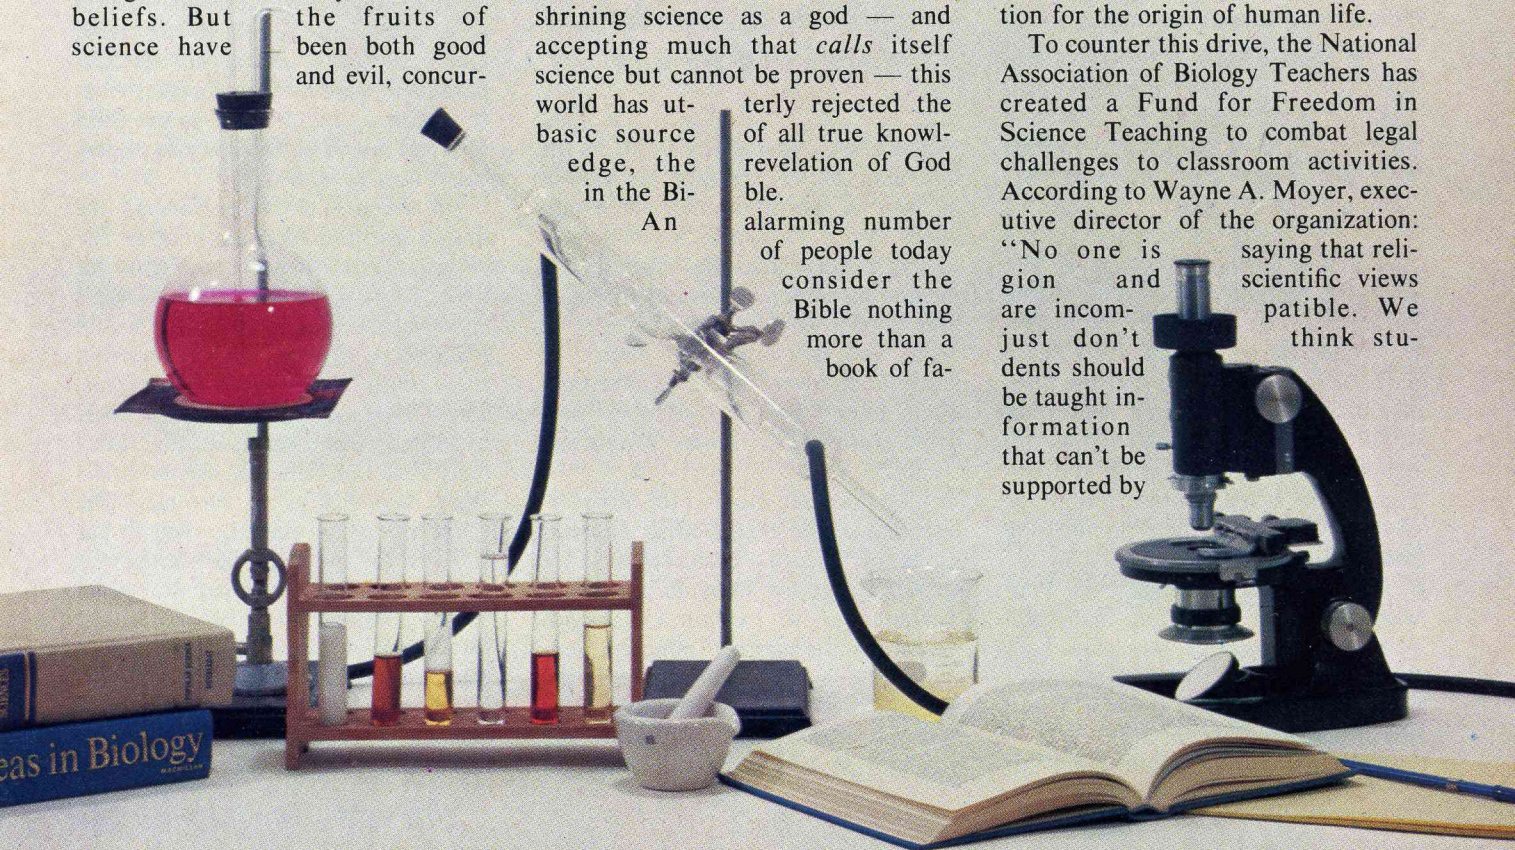 beliefs. But the fruits of
science have been both good
and evil, concur-
shrining science as a god — and
accepting much that calls itself
science but cannot be proven — this
world has ut- terly rejected the
basic source of all true knowl-
edge, the revelation of God
in the Bi- ble.
An alarming number
of people today
consider the
Bible nothing
more than a
book of fa-
tion for the origin of human life.
To counter this drive, the National
Association of Biology Teachers has
created a Fund for Freedom in
Science Teaching to combat legal
challenges to classroom activities.
According to Wayne A. Moyer, exec-
utive director of the organization:
“No one is saying that reli-
gion and scientific views
are incom- patible. We
just don’t think stu-
dents should
be taught in-
formation
that can’t be
supported by
eas in Biology
MACMILLAN